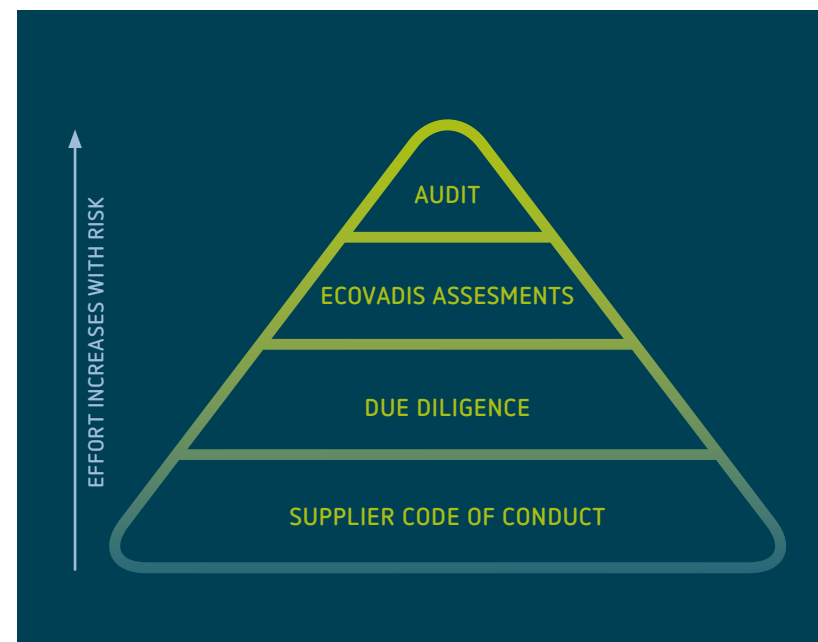 AUDIT
ECOVADIS ASSESMENTS
DUE DILIGENCE
SUPPLIER CODE OF CONDUCT
EFFORT INCREASES WITH RISK